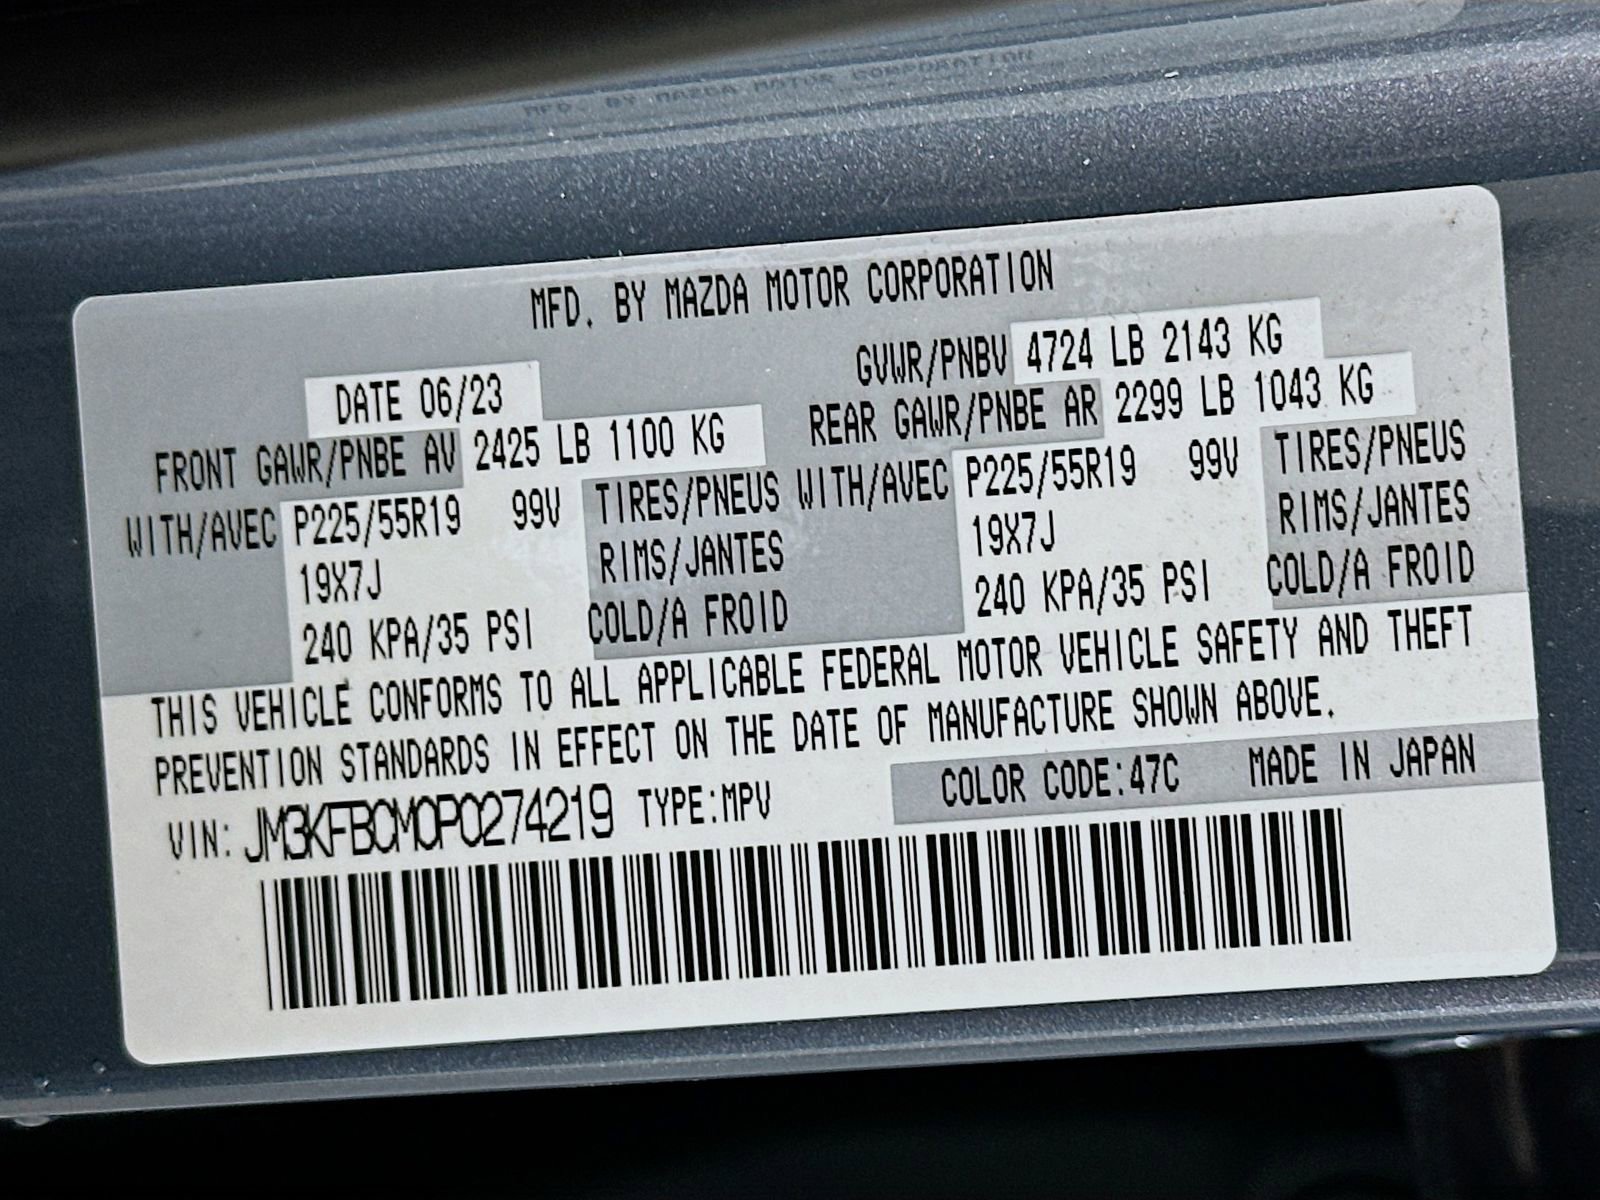 MFD. BY MAZDA MOTOR CORPORATION
GVWR/PNBV 4724 LB 2143 KG
DATE 06/23
FRONT GAWR/PNBE AV 2425 LB 1100 KG
REAR GAWR/PNBE AR 2299 LB 1043 KG
WITH/AVEC P225/55R19 99V TIRES/PNEUS
19X7J RIMS/JANTES
240 KPA/35 PSI COLD/A FROID
WITH/AVEC P225/55R19 99V TIRES/PNEUS
19X7J RIMS/JANTES
240 KPA/35 PSI COLD/A FROID
THIS VEHICLE CONFORMS TO ALL APPLICABLE FEDERAL MOTOR VEHICLE SAFETY AND THEFT
PREVENTION STANDARDS IN EFFECT ON THE DATE OF MANUFACTURE SHOWN ABOVE.
COLOR CODE:47C MADE IN JAPAN
VIN: JM3KFBCM0P0274219 TYPE:MPV